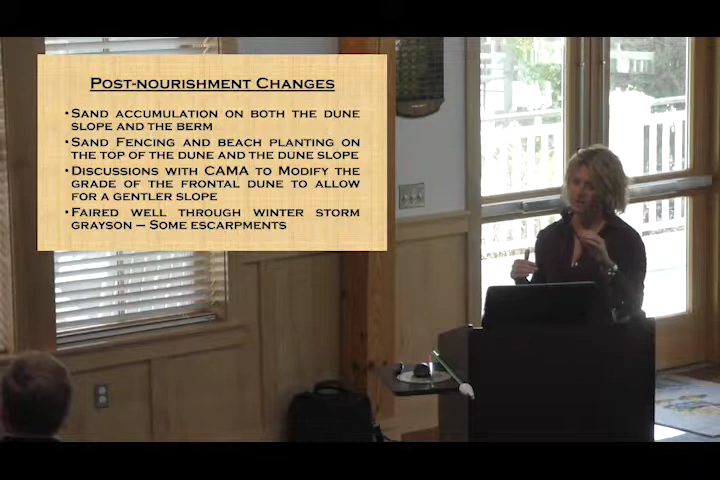 POST-NOURISHMENT CHANGES
• SAND ACCUMULATION ON BOTH THE DUNE
SLOPE AND THE BERM
• SAND FENCING AND BEACH PLANTING ON
THE TOP OF THE DUNE AND THE DUNE SLOPE
• DISCUSSIONS WITH CAMA TO MODIFY THE
GRADE OF THE FRONTAL DUNE TO ALLOW
FOR A GENTLER SLOPE
• FAIRED WELL THROUGH WINTER STORM
GRAYSON – SOME ESCARPMENTS